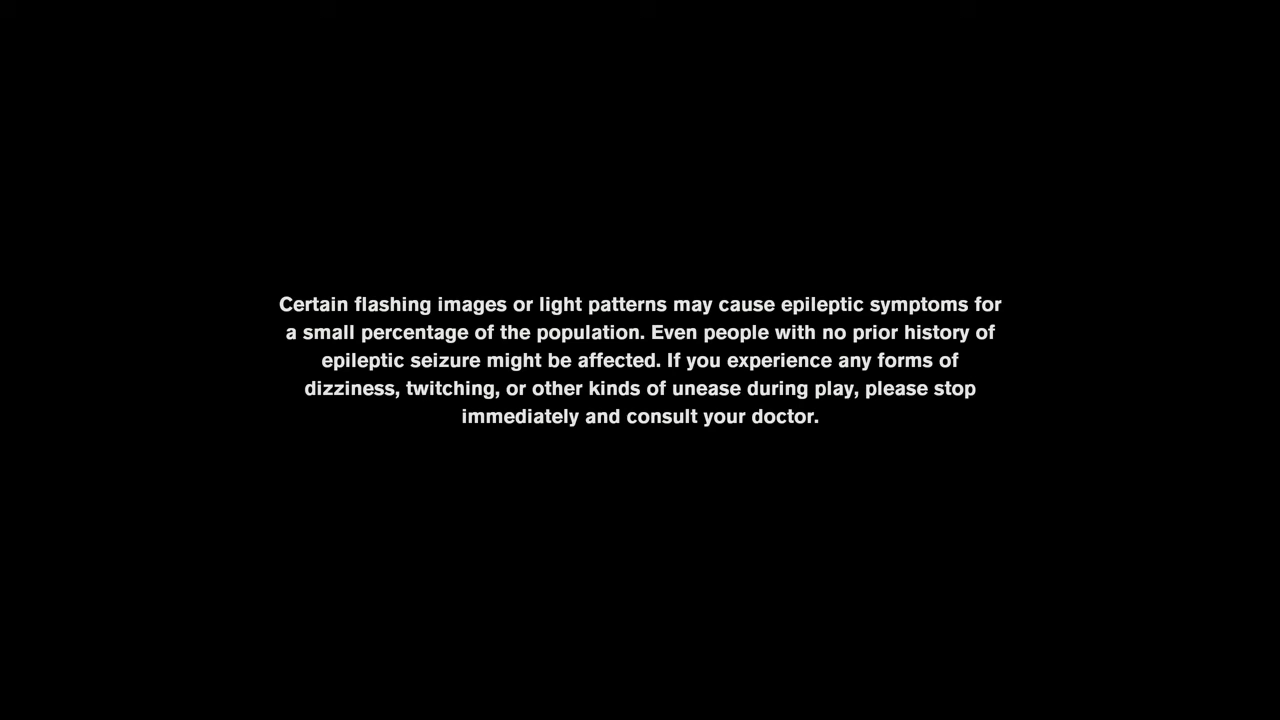 Certain flashing images or light patterns may cause epileptic symptoms for
a small percentage of the population. Even people with no prior history of
epileptic seizure might be affected. If you experience any forms of
dizziness, twitching, or other kinds of unease during play, please stop
immediately and consult your doctor.